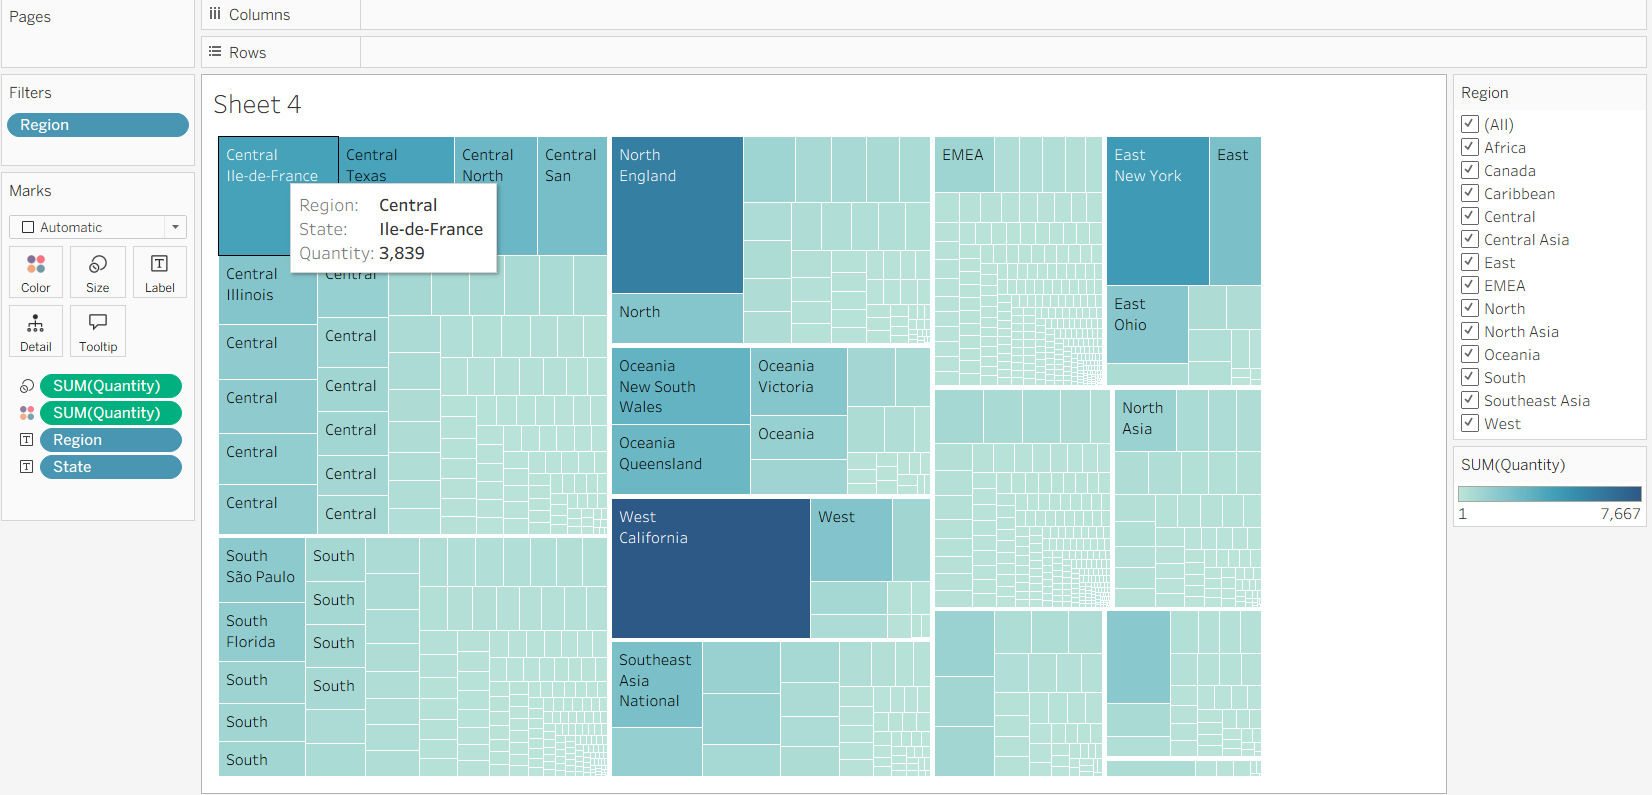 Pages
Columns
Rows
Filters
Region
Marks
Automatic
Color
Size
Label
Detail
Tooltip
SUM(Quantity)
SUM(Quantity)
Region
State
Sheet 4
Central
Ile-de-France
Central
Texas
Central
North
Central
San
Region: Central
State: Ile-de-France
Quantity: 3,839
Central
Illinois
Central
Central
Central
Central
Central
Central
Central
Central
Central
Central
South
São Paulo
South
Florida
South
South
South
South
South
South
South
North
England
North
Oceania
New South
Wales
Oceania
Queensland
Oceania
Victoria
Oceania
West
California
West
Southeast
Asia
National
EMEA
East
New York
East
East
Ohio
North
Asia
Region
(All)
Africa
Canada
Caribbean
Central
Central Asia
East
EMEA
North
North Asia
Oceania
South
Southeast Asia
West
SUM(Quantity)
1 7,667